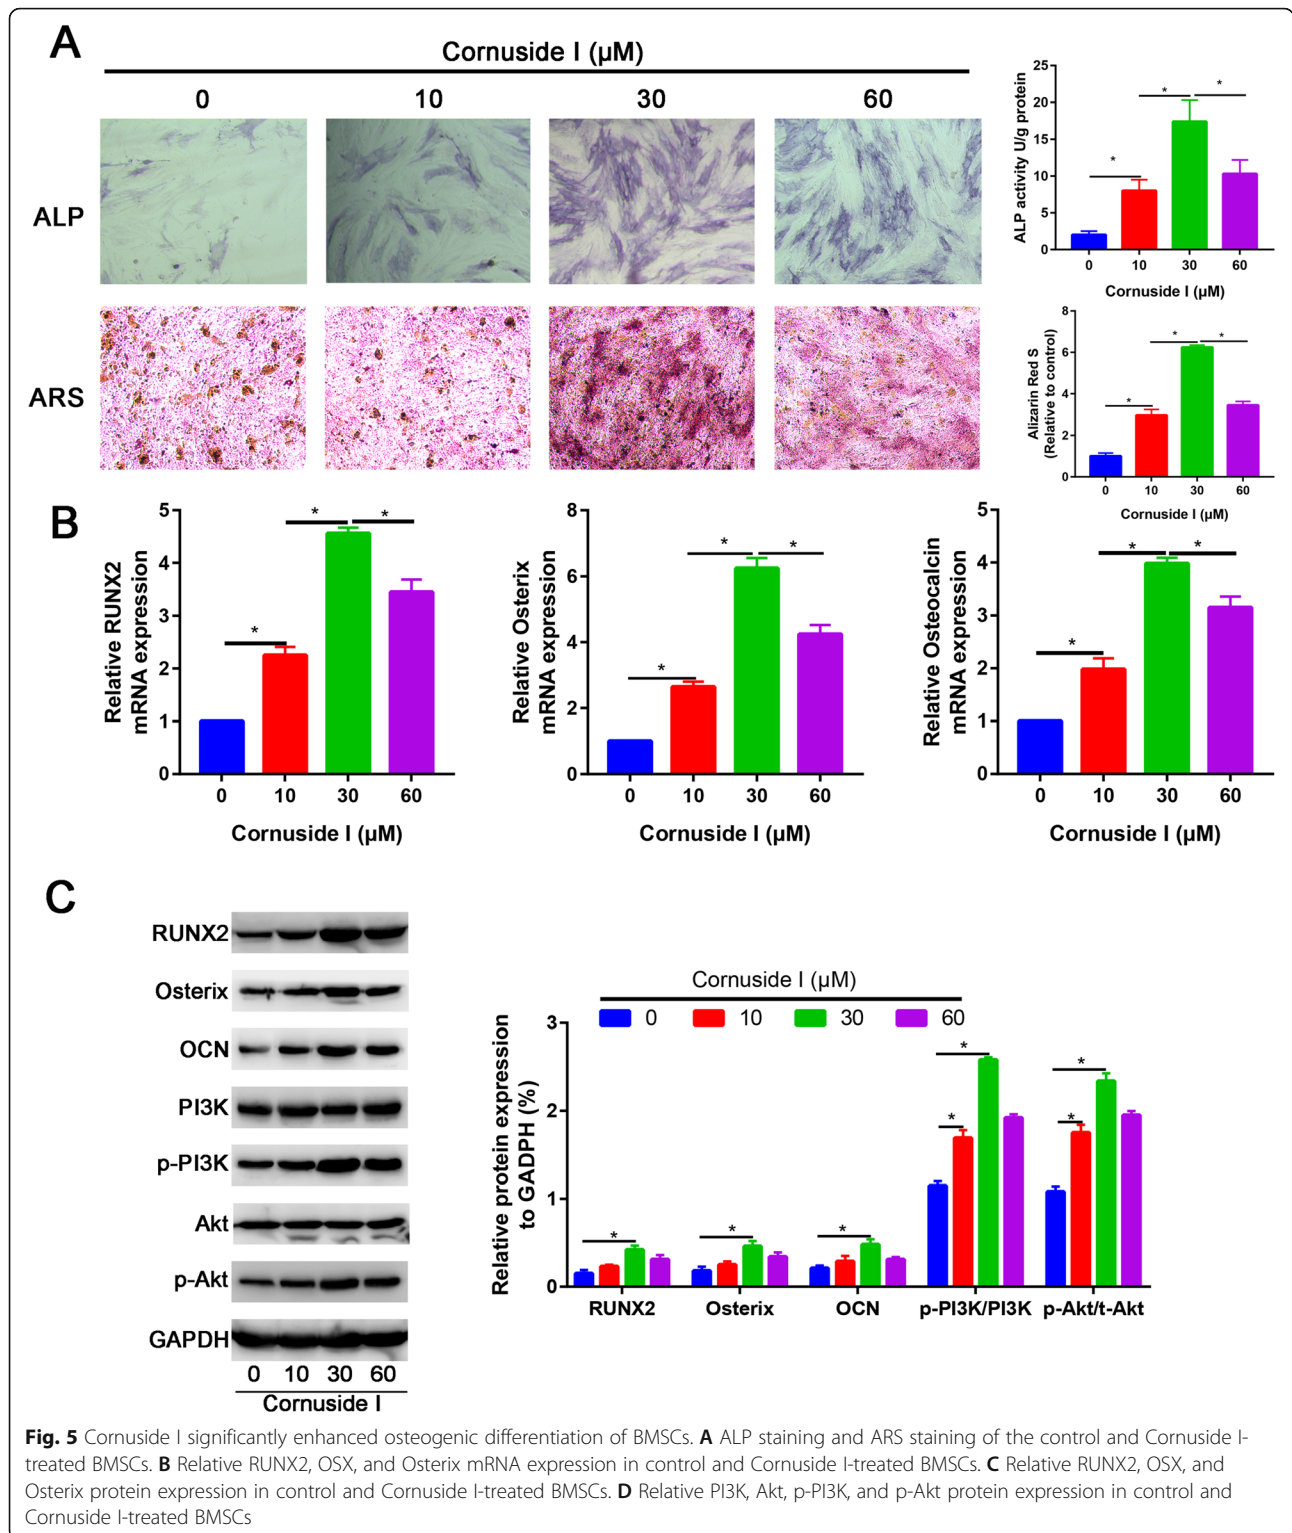 A
Cornuside I (µM)
0 10 30 60
ALP
ARS
ALP activity U/g protein
25
20
15
10
5
0
* * *
0 10 30 60
Cornuside I (µM)
Alizarin Red S
(Relative to control)
8
6
4
2
0
* * *
0 10 30 60
Cornuside I (µM)
B
Relative RUNX2
mRNA expression
5
4
3
2
1
0
* * *
0 10 30 60
Cornuside I (µM)
Relative Osterix
mRNA expression
8
6
4
2
0
* * *
0 10 30 60
Cornuside I (µM)
Relative Osteocalcin
mRNA expression
5
4
3
2
1
0
* * *
0 10 30 60
Cornuside I (µM)
C
RUNX2
Osterix
OCN
PI3K
p-PI3K
Akt
p-Akt
GAPDH
0 10 30 60
Cornuside I
Cornuside I (µM)
0 10 30 60
Relative protein expression
to GADPH (%)
3
2
1
0
* * * * * * *
RUNX2 Osterix OCN p-PI3K/PI3K p-Akt/t-Akt
Fig. 5 Cornuside I significantly enhanced osteogenic differentiation of BMSCs. A ALP staining and ARS staining of the control and Cornuside I-
treated BMSCs. B Relative RUNX2, OSX, and Osterix mRNA expression in control and Cornuside I-treated BMSCs. C Relative RUNX2, OSX, and
Osterix protein expression in control and Cornuside I-treated BMSCs. D Relative PI3K, Akt, p-PI3K, and p-Akt protein expression in control and
Cornuside I-treated BMSCs